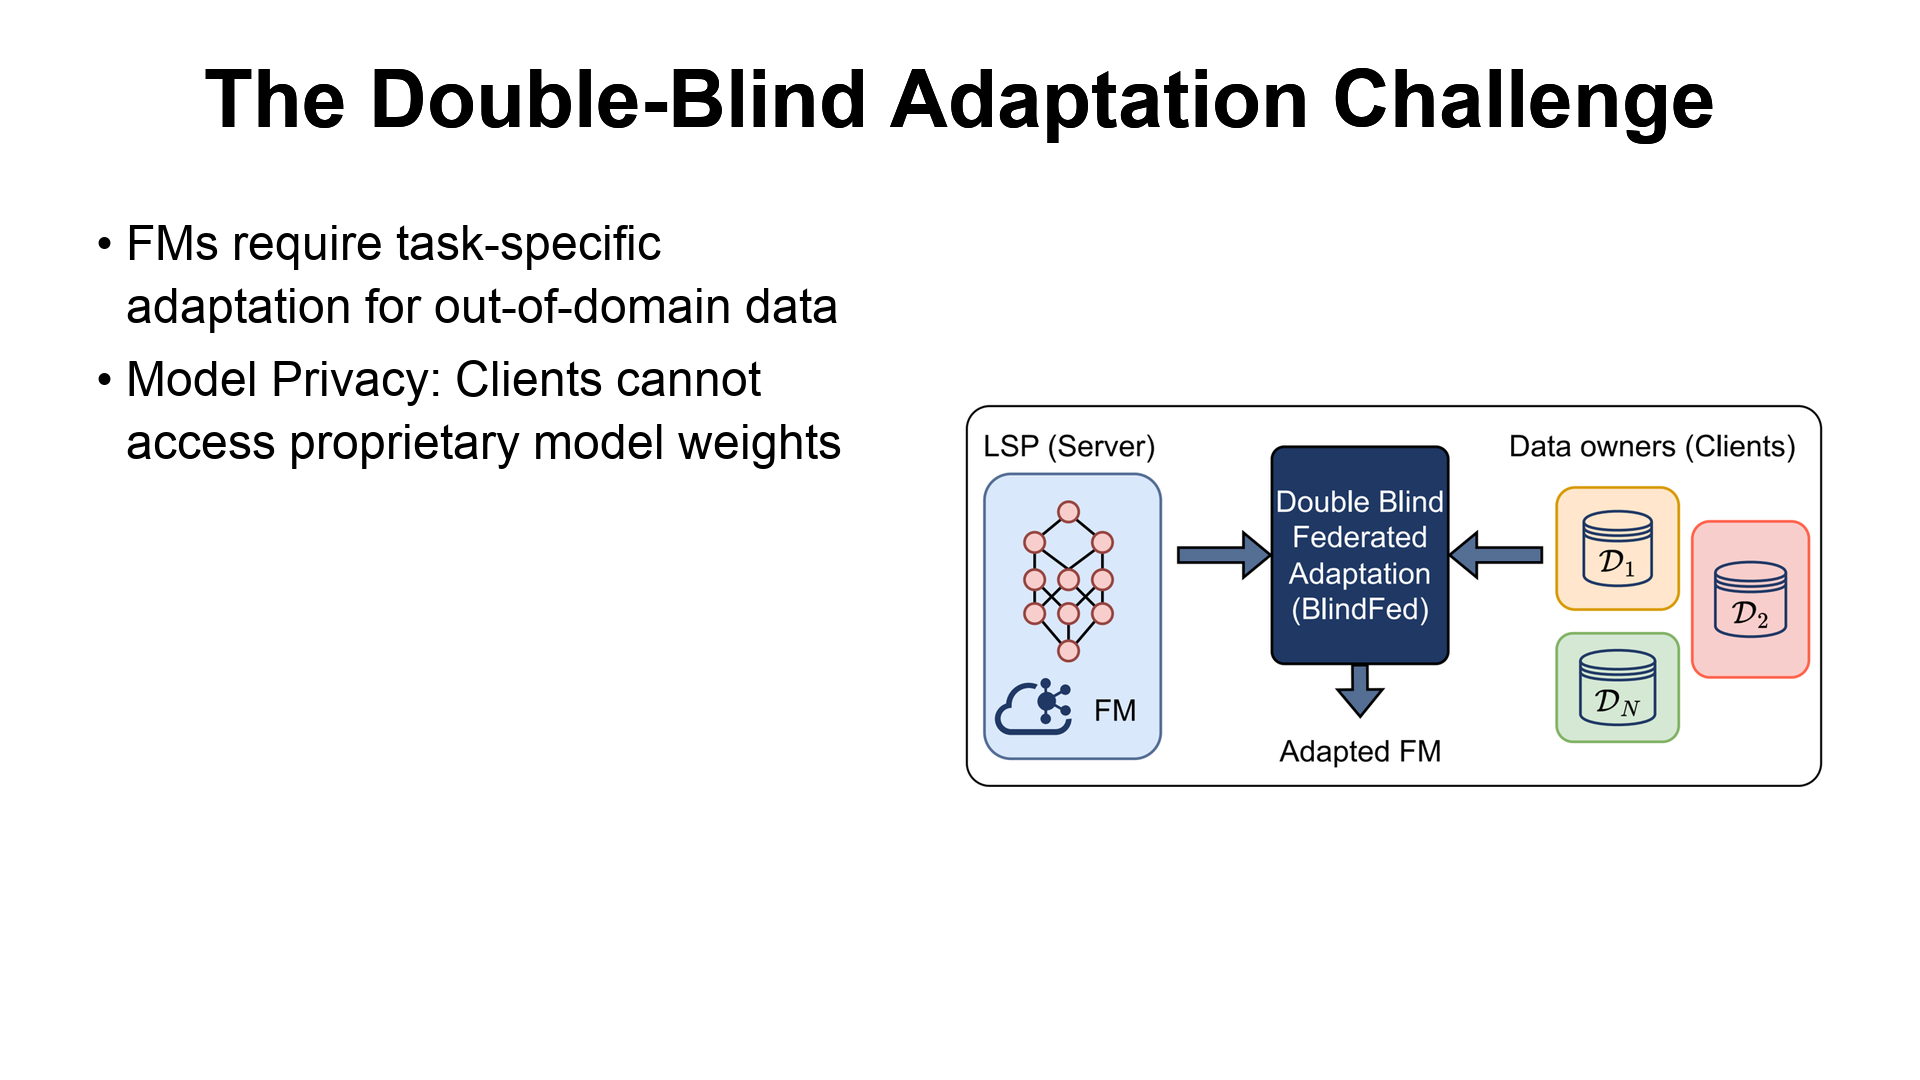 The Double-Blind Adaptation Challenge
• FMs require task-specific
adaptation for out-of-domain data
• Model Privacy: Clients cannot
access proprietary model weights
LSP (Server)
FM
Double Blind
Federated
Adaptation
(BlindFed)
Adapted FM
Data owners (Clients)
𝒟1
𝒟2
𝒟N